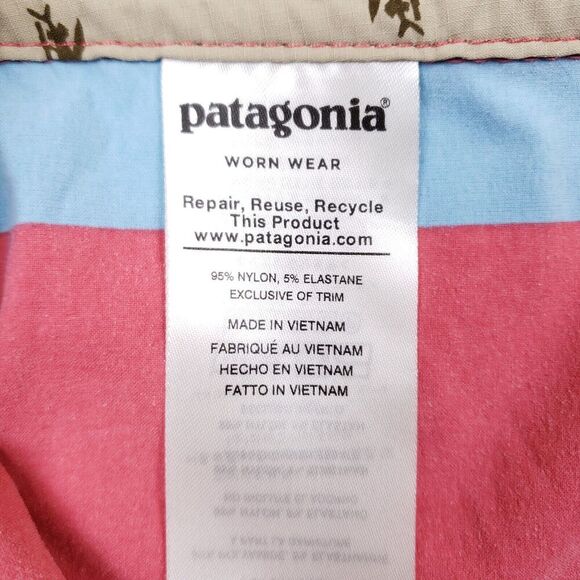 patagonia®
WORN WEAR
Repair, Reuse, Recycle
This Product
www.patagonia.com
95% NYLON, 5% ELASTANE
EXCLUSIVE OF TRIM
MADE IN VIETNAM
FABRIQUÉ AU VIETNAM
HECHO EN VIETNAM
FATTO IN VIETNAM